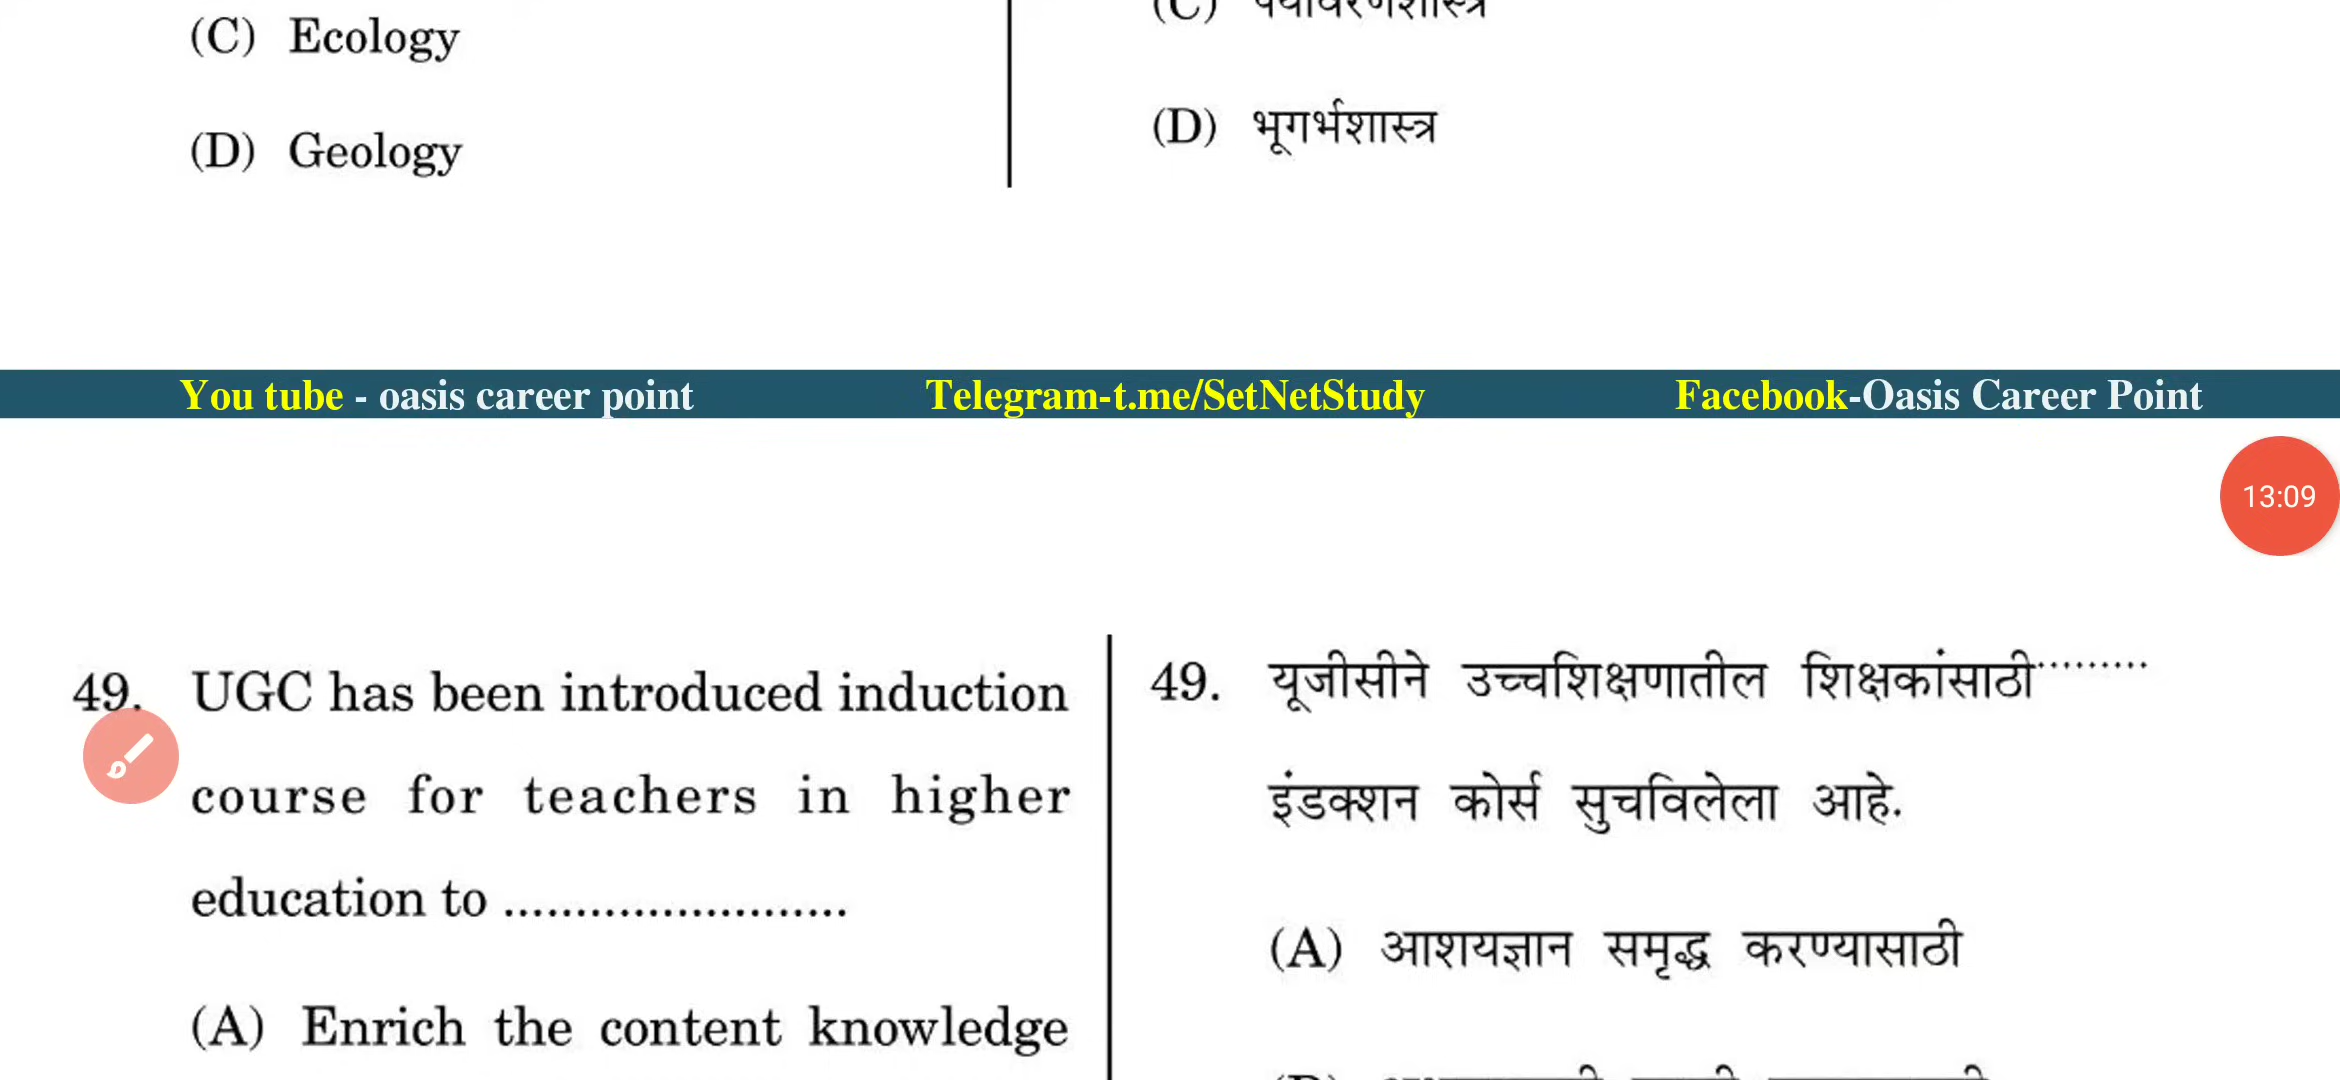 (C) Ecology
(D) Geology
(C) पर्यावरणशास्त्र
(D) भूगर्भशास्त्र
You tube - oasis career point Telegram-t.me/SetNetStudy Facebook-Oasis Career Point
13:09
49. UGC has been introduced induction
course for teachers in higher
education to ........................
(A) Enrich the content knowledge
49. यूजीसीने उच्चशिक्षणातील शिक्षकांसाठी.........
इंडक्शन कोर्स सुचविलेला आहे.
(A) आशयज्ञान समृद्ध करण्यासाठी